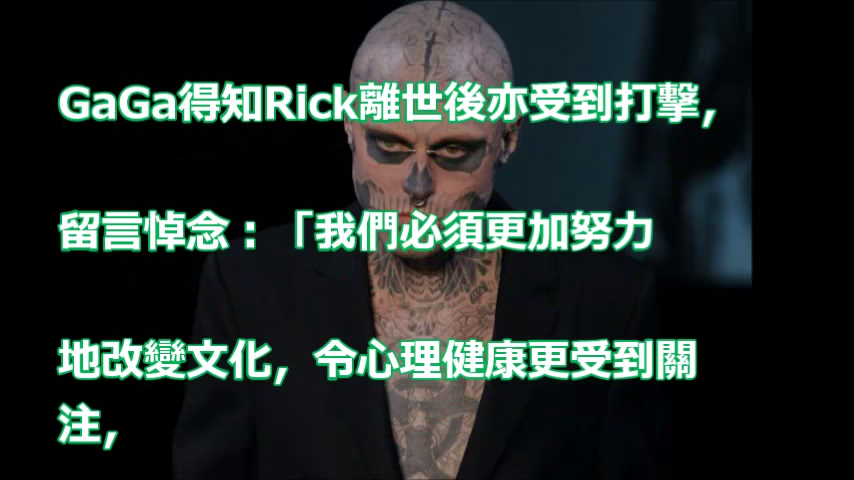 GaGa得知Rick離世後亦受到打擊，
留言悼念：「我們必須更加努力
地改變文化，令心理健康更受到關
注，